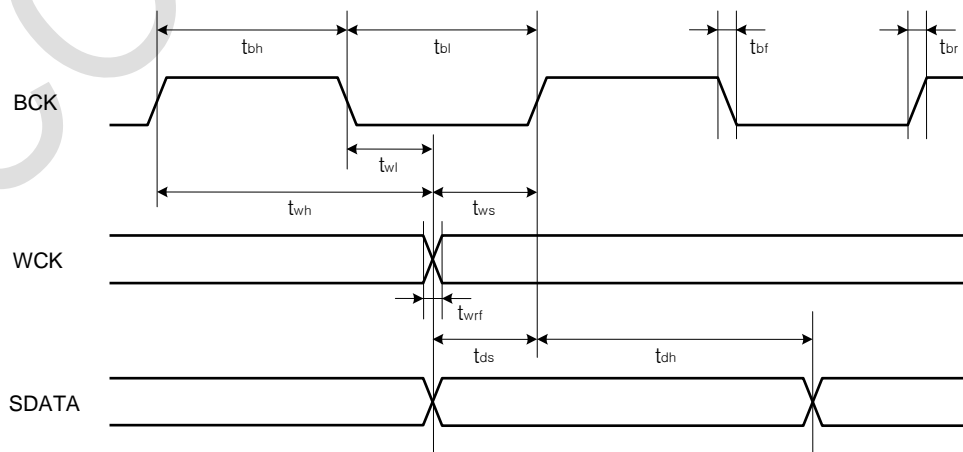 tbh tbl tbf tbr
BCK
twl
twh tws
WCK
twrf
tds tdh
SDATA